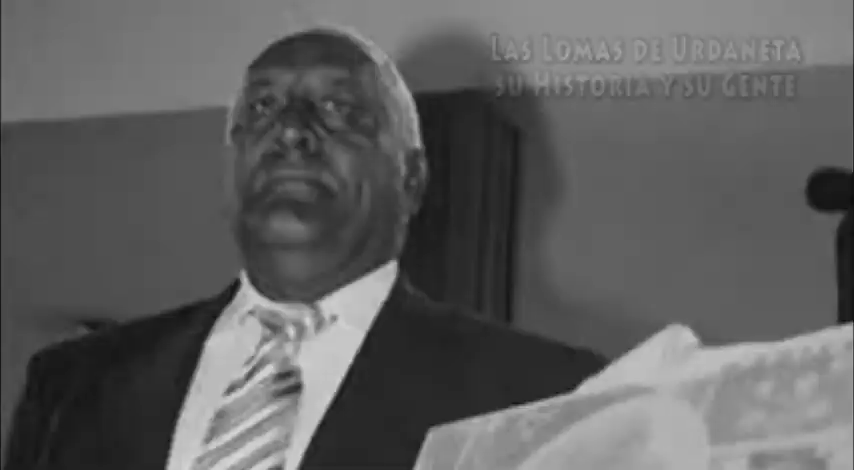 LAS LOMAS DE URDANETA
SU HISTORIA Y SU GENTE